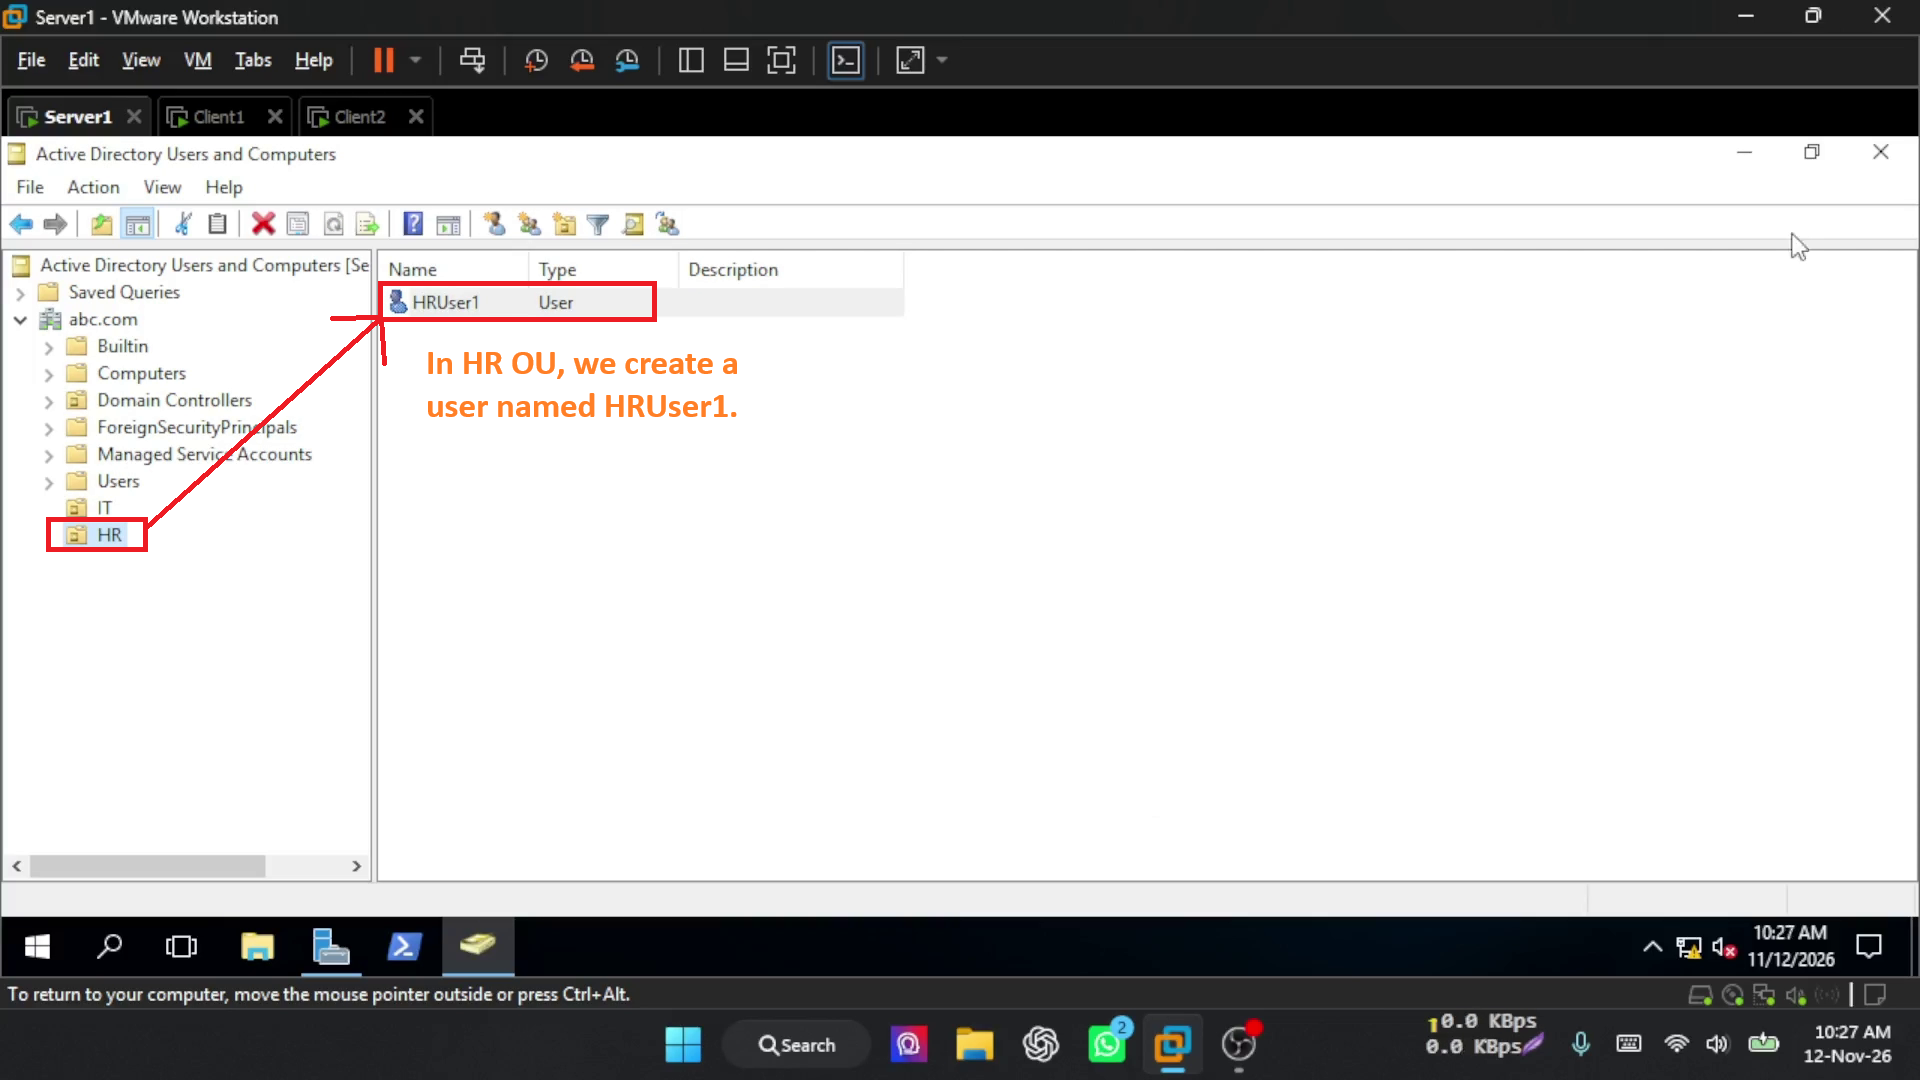 Server1 - VMware Workstation
File Edit View VM Tabs Help
Server1 Client1 Client2
Active Directory Users and Computers
File Action View Help
Active Directory Users and Computers [Se
Name Type Description
Saved Queries
HRUser1 User
abc.com
Builtin
In HR OU, we create a
user named HRUser1.
Computers
Domain Controllers
ForeignSecurityPrincipals
Managed Service Accounts
Users
IT
HR
10:27 AM
11/12/2026
To return to your computer, move the mouse pointer outside or press Ctrl+Alt.
Search
2
0.0 KBps
0.0 KBps
10:27 AM
12-Nov-26